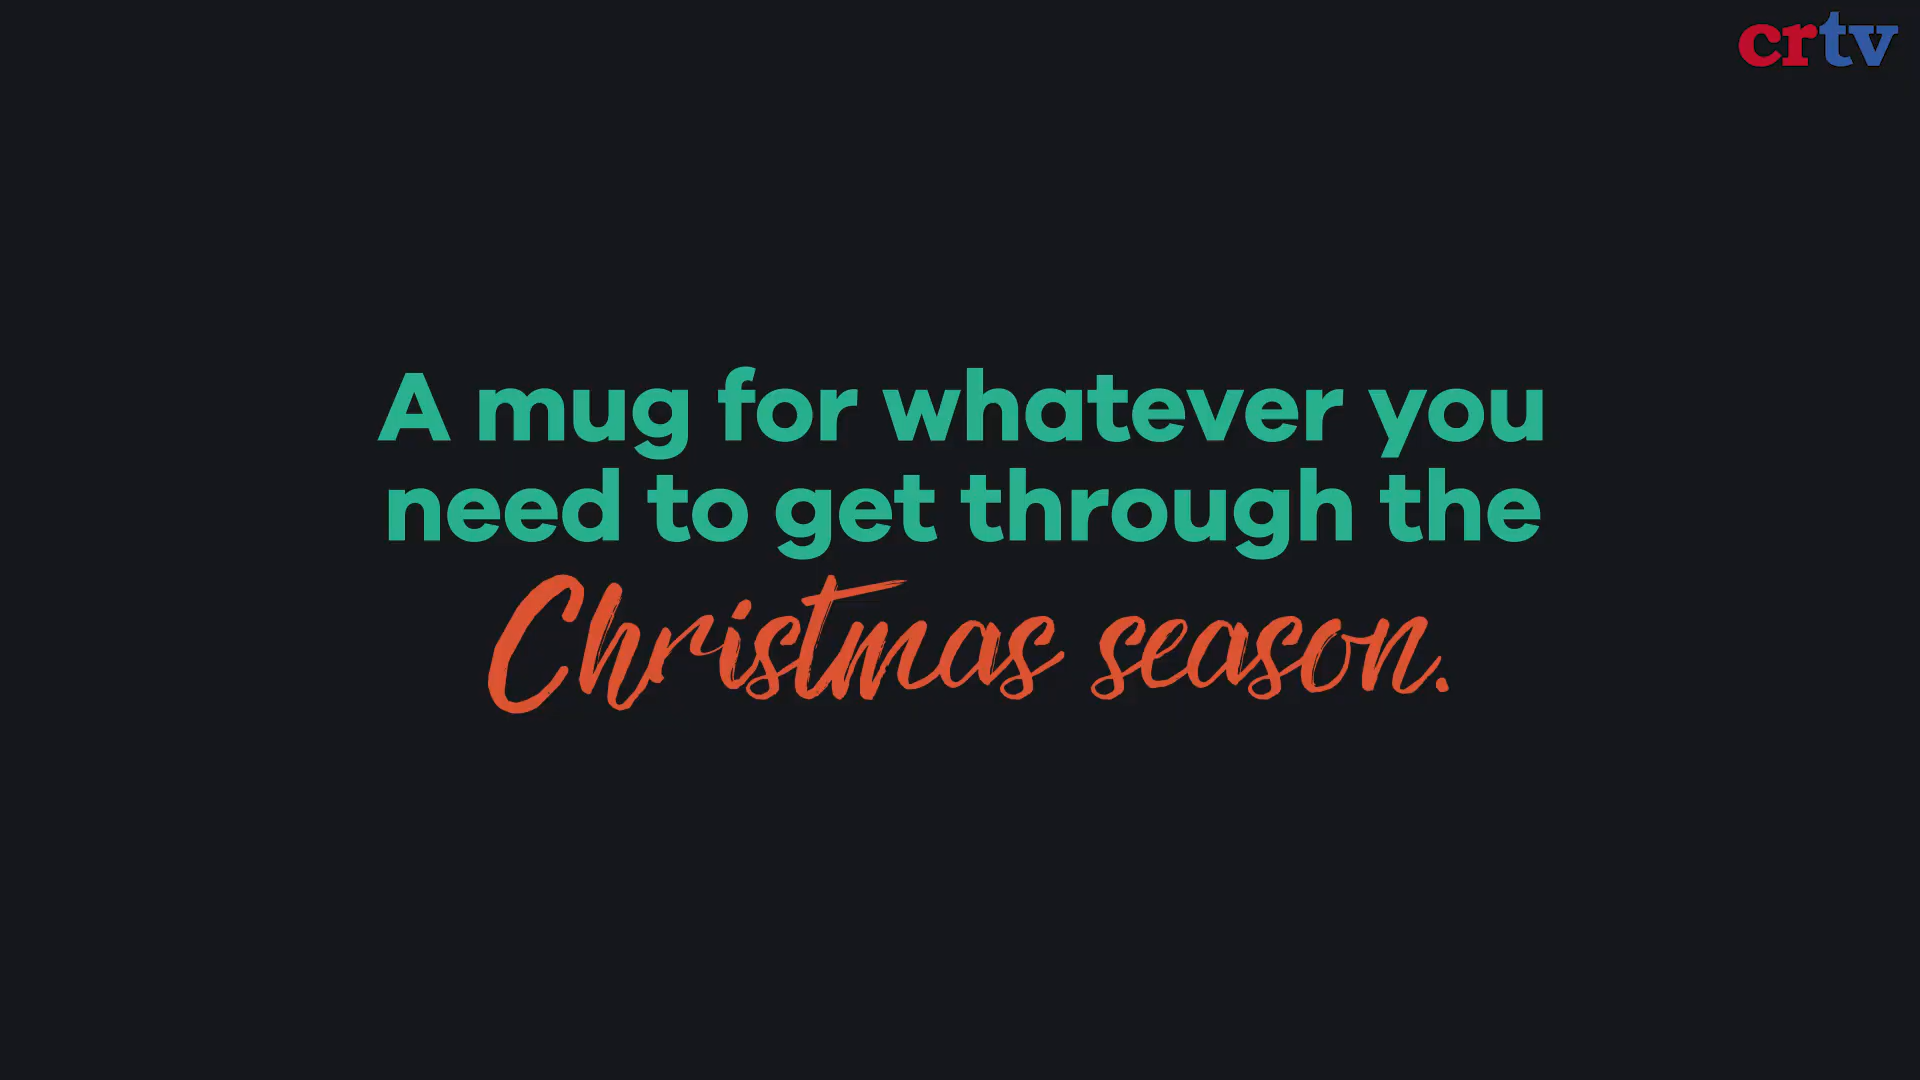 crtv
A mug for whatever you
need to get through the
Christmas season.